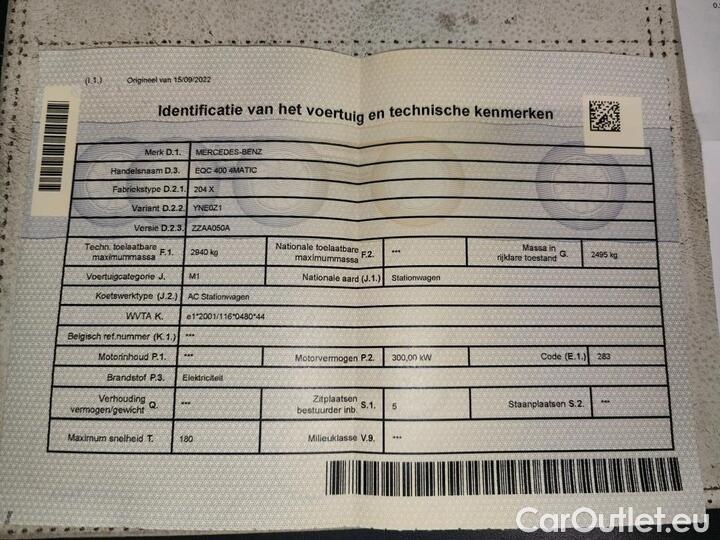 0.
(I.1.) Origineel van 15/09/2022
Identificatie van het voertuig en technische kenmerken
Merk D.1. MERCEDES-BENZ
Handelsnaam D.3. EQC 400 4MATIC
Fabriekstype D.2.1. 204 X
Variant D.2.2. YNE0Z1
Versie D.2.3. ZZAA050A
Techn. toelaatbare maximummassa F.1. 2940 kg Nationale toelaatbare maximummassa F.2. *** Massa in rijklare toestand G. 2495 kg
Voertuigcategorie J. M1 Nationale aard (J.1.) Stationwagen
Koetswerktype (J.2.) AC Stationwagen
WVTA K. e1*2001/116*0480*44
Belgisch ref.nummer (K.1.) ***
Motorinhoud P.1. *** Motorvermogen P.2. 300,00 kW Code (E.1.) 283
Brandstof P.3. Elektriciteit
Verhouding vermogen/gewicht Q. *** Zitplaatsen bestuurder inb. S.1. 5 Staanplaatsen S.2. ***
Maximum snelheid T. 180 Milieuklasse V.9. ***
CarOutlet.eu